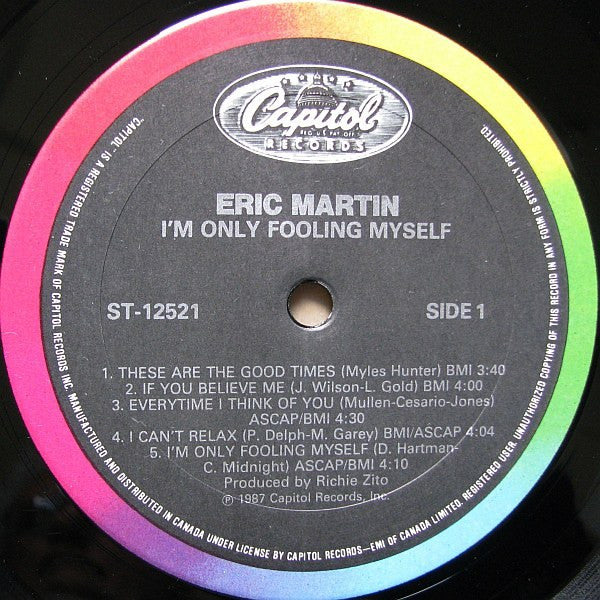 Capitol
REG. U.S. PAT. OFF.
RECORDS
ERIC MARTIN
I'M ONLY FOOLING MYSELF
ST-12521
SIDE 1
1. THESE ARE THE GOOD TIMES (Myles Hunter) BMI 3:40
2. IF YOU BELIEVE ME (J. Wilson-L. Gold) BMI 4:00
3. EVERYTIME I THINK OF YOU (Mullen-Cesario-Jones)
ASCAP/BMI 4:30
4. I CAN'T RELAX (P. Delph-M. Garey) BMI/ASCAP 4:04
5. I'M ONLY FOOLING MYSELF (D. Hartman-
C. Midnight) ASCAP/BMI 4:10
Produced by Richie Zito
℗ 1987 Capitol Records, Inc.
"CAPITOL" IS A REGISTERED TRADE MARK OF CAPITOL RECORDS INC. MANUFACTURED AND DISTRIBUTED IN CANADA UNDER LICENSE BY CAPITOL RECORDS—EMI OF CANADA LIMITED, REGISTERED USER. UNAUTHORIZED COPYING OF THIS RECORD IN ANY FORM IS STRICTLY PROHIBITED